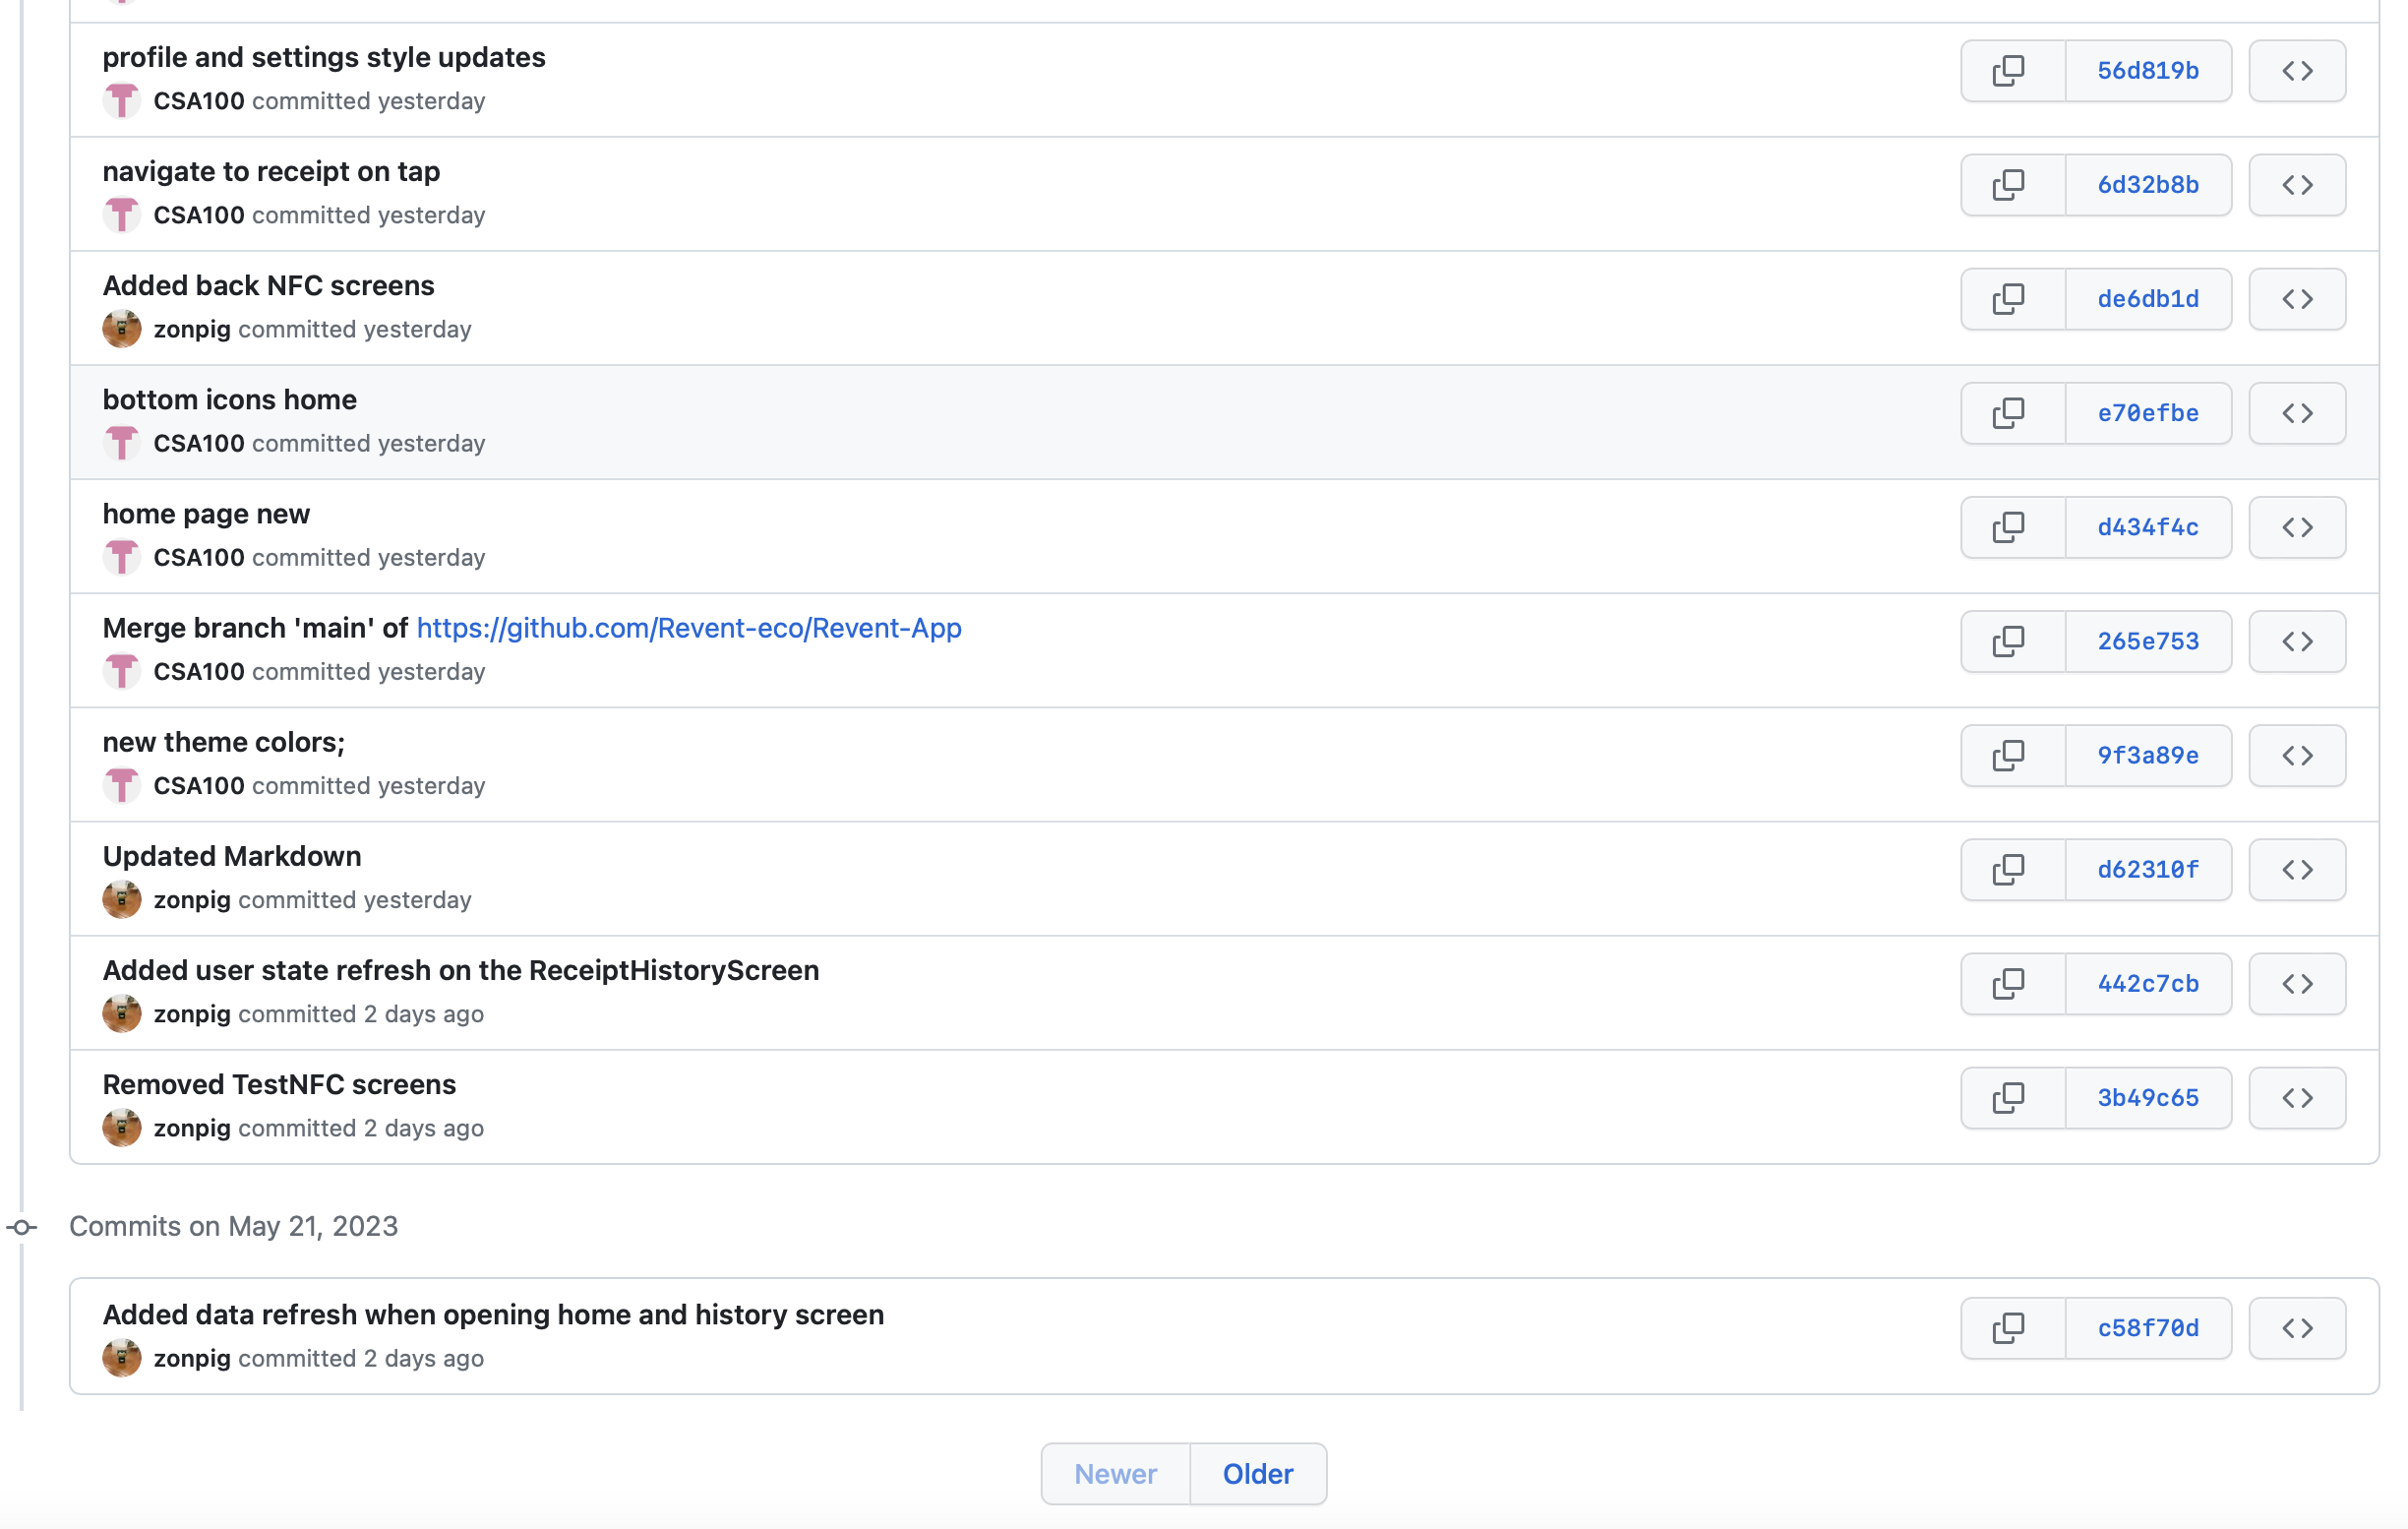 profile and settings style updates
CSA100 committed yesterday
56d819b
navigate to receipt on tap
CSA100 committed yesterday
6d32b8b
Added back NFC screens
zonpig committed yesterday
de6db1d
bottom icons home
CSA100 committed yesterday
e70efbe
home page new
CSA100 committed yesterday
d434f4c
Merge branch 'main' of https://github.com/Revent-eco/Revent-App
CSA100 committed yesterday
265e753
new theme colors;
CSA100 committed yesterday
9f3a89e
Updated Markdown
zonpig committed yesterday
d62310f
Added user state refresh on the ReceiptHistoryScreen
zonpig committed 2 days ago
442c7cb
Removed TestNFC screens
zonpig committed 2 days ago
3b49c65
Commits on May 21, 2023
Added data refresh when opening home and history screen
zonpig committed 2 days ago
c58f70d
Newer Older